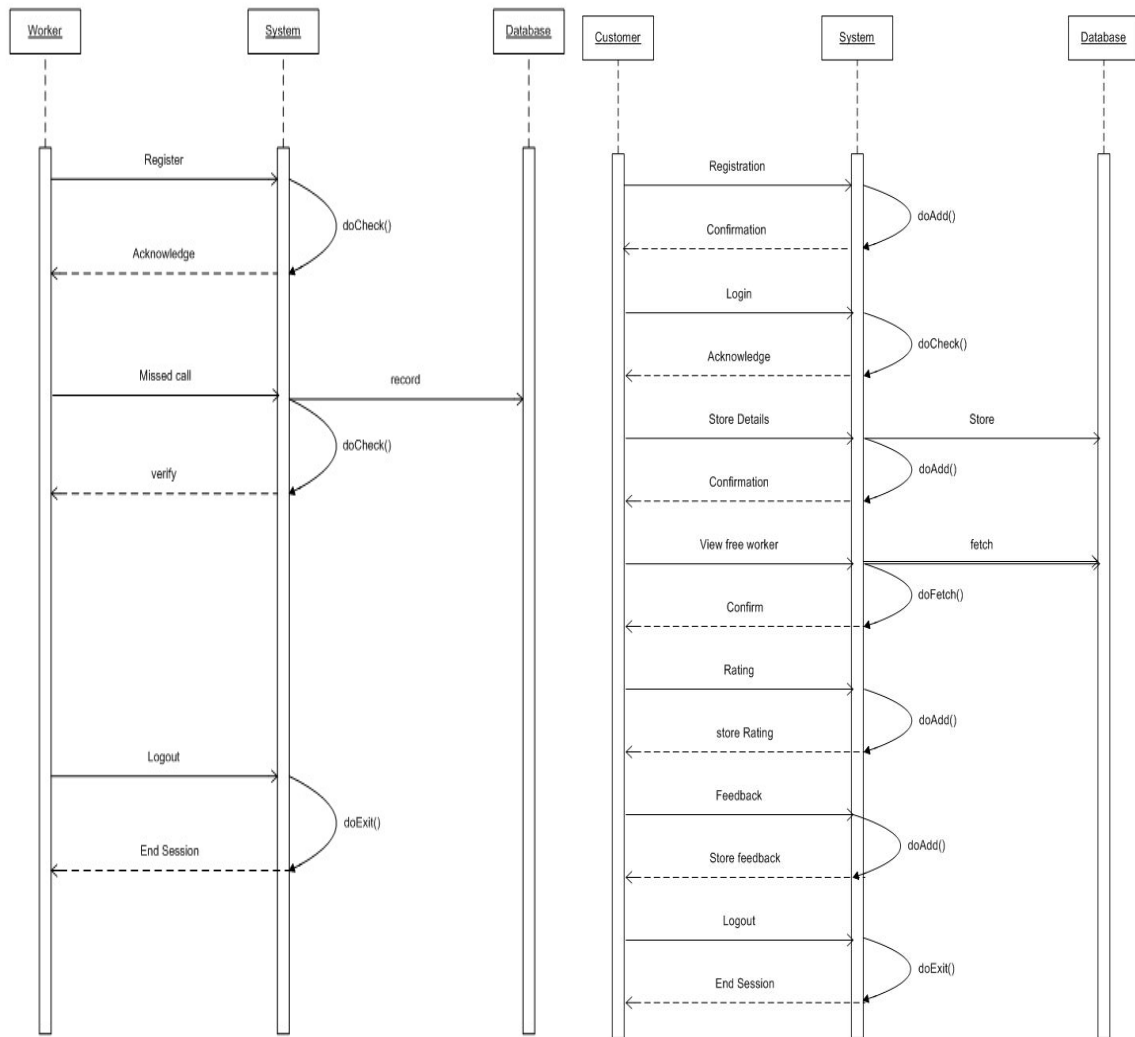 Worker
System
Database
Register
doCheck()
Acknowledge
Missed call
record
doCheck()
verify
Logout
doExit()
End Session
Customer
System
Database
Registration
doAdd()
Confirmation
Login
doCheck()
Acknowledge
Store Details
Store
doAdd()
Confirmation
View free worker
fetch
doFetch()
Confirm
Rating
doAdd()
store Rating
Feedback
doAdd()
Store feedback
Logout
doExit()
End Session